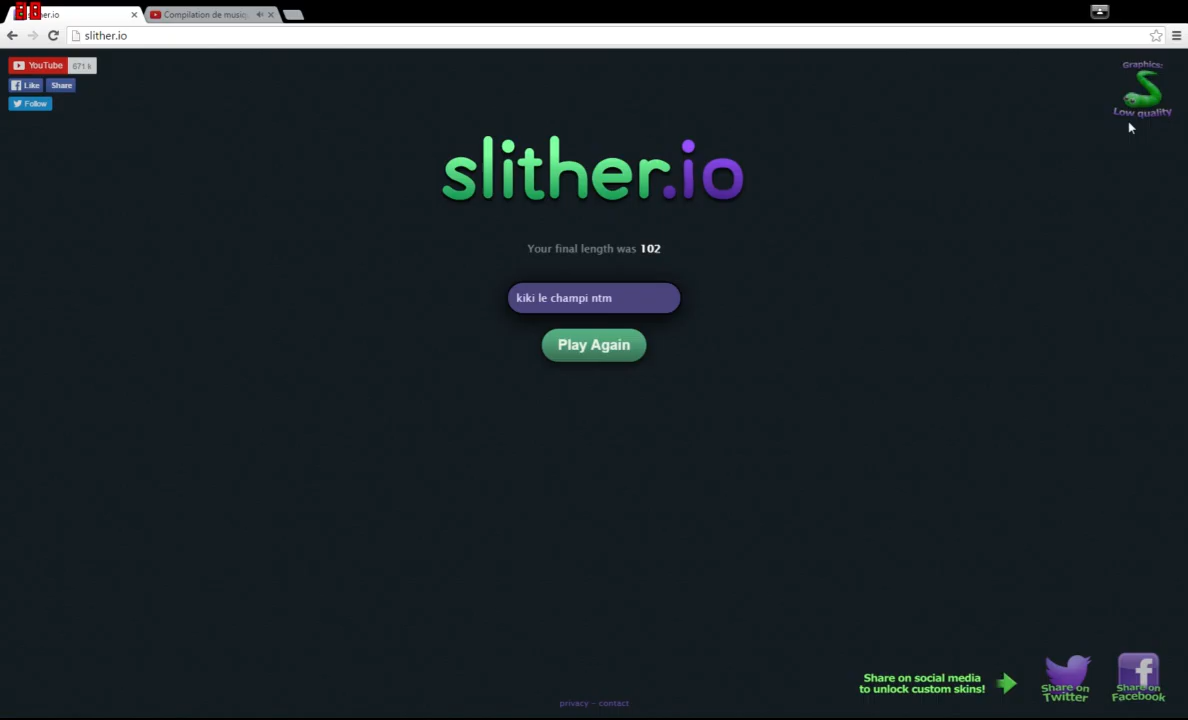 er.io
Compilation de musiq
slither.io
YouTube 671 k
Like Share
Follow
Graphics:
Low quality
slither.io
Your final length was 102
kiki le champi ntm
Play Again
Share on social media
to unlock custom skins!
Share on
Twitter
Share on
Facebook
privacy - contact